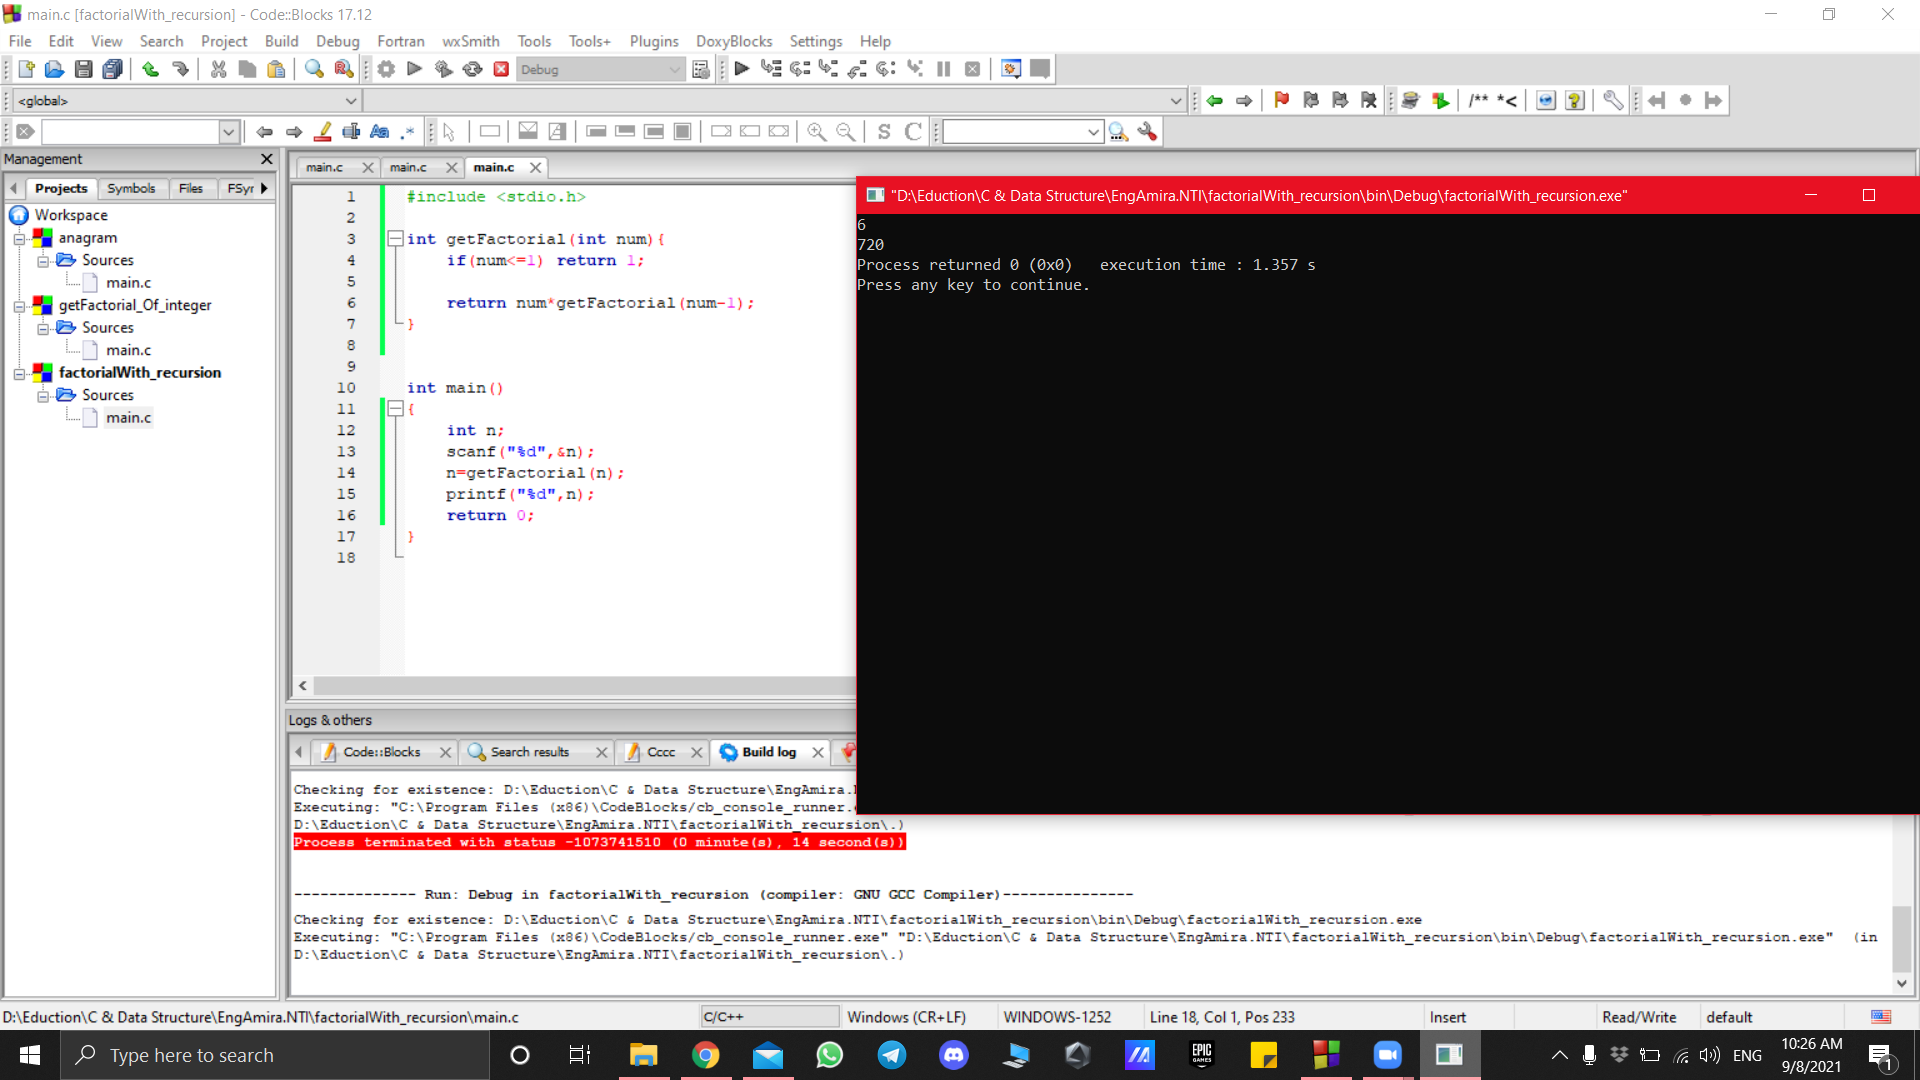 main.c [factorialWith_recursion] - Code::Blocks 17.12
File Edit View Search Project Build Debug Fortran wxSmith Tools Tools+ Plugins DoxyBlocks Settings Help
Debug
<global>
/** *<
Management
Projects Symbols Files FSyr
Workspace
anagram
Sources
main.c
getFactorial_Of_integer
Sources
main.c
factorialWith_recursion
Sources
main.c
main.c main.c main.c
1 #include <stdio.h>
2
3 int getFactorial(int num){
4 if(num<=1) return 1;
5
6 return num*getFactorial(num-1);
7 }
8
9
10 int main()
11 {
12 int n;
13 scanf("%d",&n);
14 n=getFactorial(n);
15 printf("%d",n);
16 return 0;
17 }
18
"D:\Eduction\C & Data Structure\EngAmira.NTI\factorialWith_recursion\bin\Debug\factorialWith_recursion.exe"
6
720
Process returned 0 (0x0)   execution time : 1.357 s
Press any key to continue.
Logs & others
Code::Blocks Search results Cccc Build log
Checking for existence: D:\Eduction\C & Data Structure\EngAmira.
Executing: "C:\Program Files (x86)\CodeBlocks/cb_console_runner.
D:\Eduction\C & Data Structure\EngAmira.NTI\factorialWith_recursion\.)
Process terminated with status -1073741510 (0 minute(s), 14 second(s))
-------------- Run: Debug in factorialWith_recursion (compiler: GNU GCC Compiler)---------------
Checking for existence: D:\Eduction\C & Data Structure\EngAmira.NTI\factorialWith_recursion\bin\Debug\factorialWith_recursion.exe
Executing: "C:\Program Files (x86)\CodeBlocks/cb_console_runner.exe" "D:\Eduction\C & Data Structure\EngAmira.NTI\factorialWith_recursion\bin\Debug\factorialWith_recursion.exe"  (in
D:\Eduction\C & Data Structure\EngAmira.NTI\factorialWith_recursion\.)
D:\Eduction\C & Data Structure\EngAmira.NTI\factorialWith_recursion\main.c C/C++ Windows (CR+LF) WINDOWS-1252 Line 18, Col 1, Pos 233 Insert Read/Write default
Type here to search
EPIC GAMES
ENG
10:26 AM
9/8/2021
1